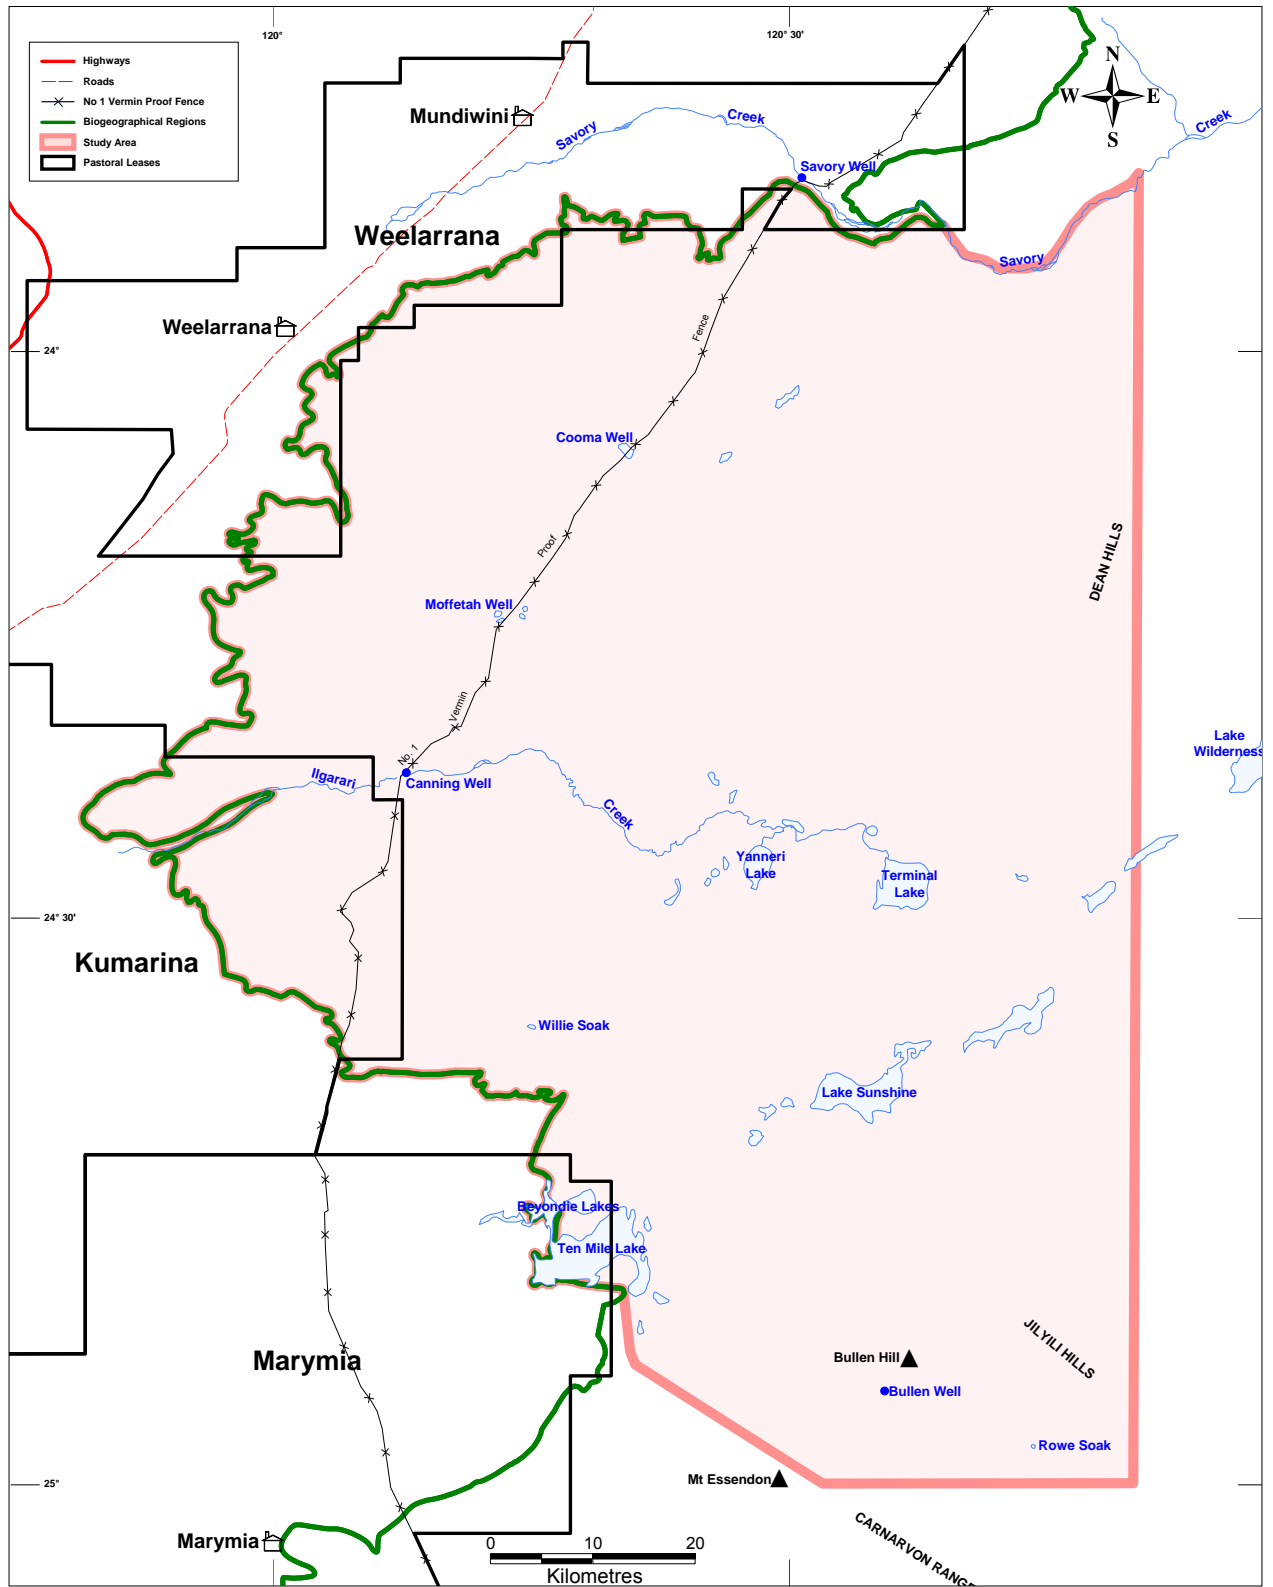 120°
120° 30'
Highways
Roads
No 1 Vermin Proof Fence
Biogeographical Regions
Study Area
Pastoral Leases
N
W
E
S
Mundiwini
Savory
Creek
Creek
Savory Well
Weelarrana
Savory
Weelarrana
Fence
24°
Cooma Well
DEAN HILLS
Proof
Moffetah Well
Vermin
No. 1
Lake
Wilderness
Ilgarari
Canning Well
Creek
Yanneri
Lake
Terminal
Lake
24° 30'
Kumarina
Willie Soak
Lake Sunshine
Beyondie Lakes
Ten Mile Lake
JILYILI HILLS
Marymia
Bullen Hill
Bullen Well
Rowe Soak
Mt Essendon
25°
CARNARVON RANGE
Marymia
0
10
20
Kilometres